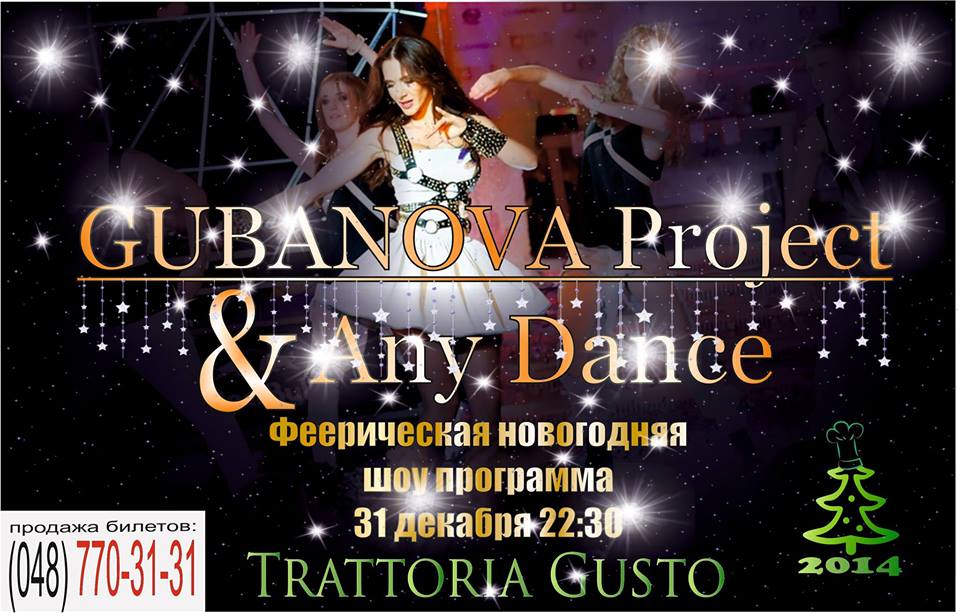 GUBANOVA Project
& Any Dance
Феерическая новогодняя
шоу программа
31 декабря 22:30
продажа билетов:
(048) 770-31-31
TRATTORIA GUSTO
2014